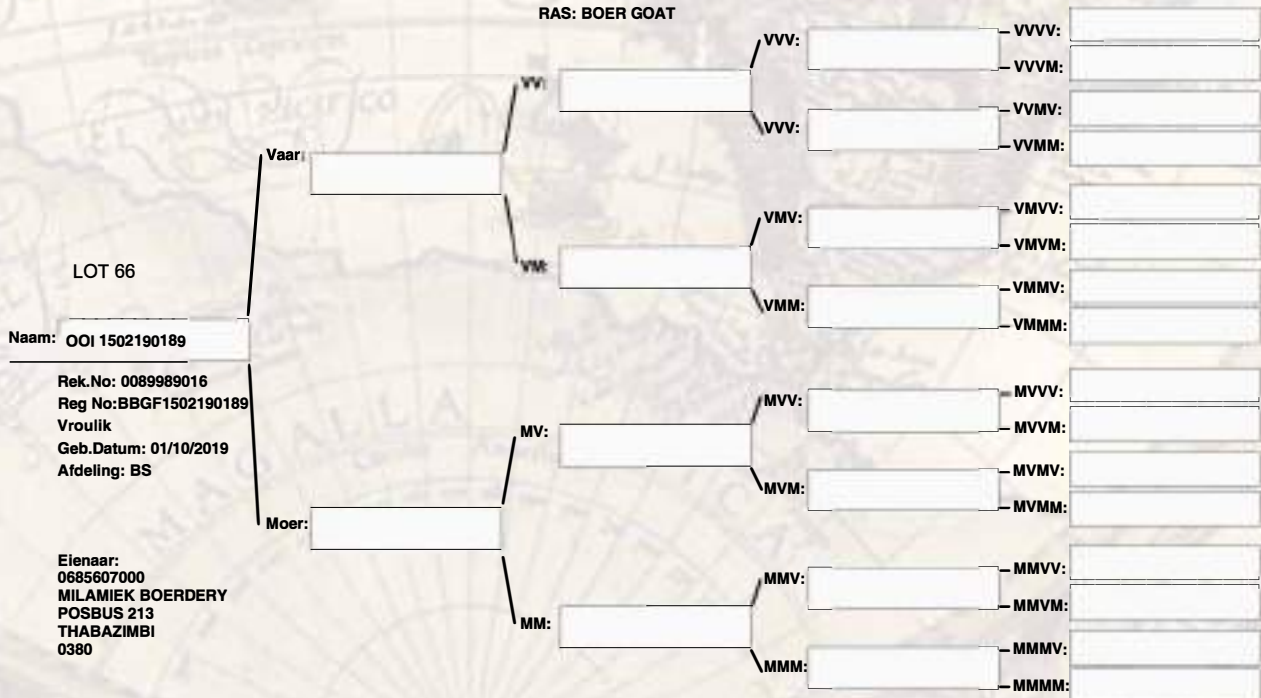 RAS: BOER GOAT
LOT 66
Naam: OOI 1502190189
Rek.No: 0089989016
Reg No:BBGF1502190189
Vroulik
Geb.Datum: 01/10/2019
Afdeling: BS
Eienaar:
0685607000
MILAMIEK BOERDERY
POSBUS 213
THABAZIMBI
0380
Vaar:
Moer:
VV:
VM:
MV:
MM:
VVV:
VVV:
VMV:
VMM:
MVV:
MVM:
MMV:
MMM:
VVVV:
VVVM:
VVMV:
VVMM:
VMVV:
VMVM:
VMMV:
VMMM:
MVVV:
MVVM:
MVMV:
MVMM:
MMVV:
MMVM:
MMMV:
MMMM: